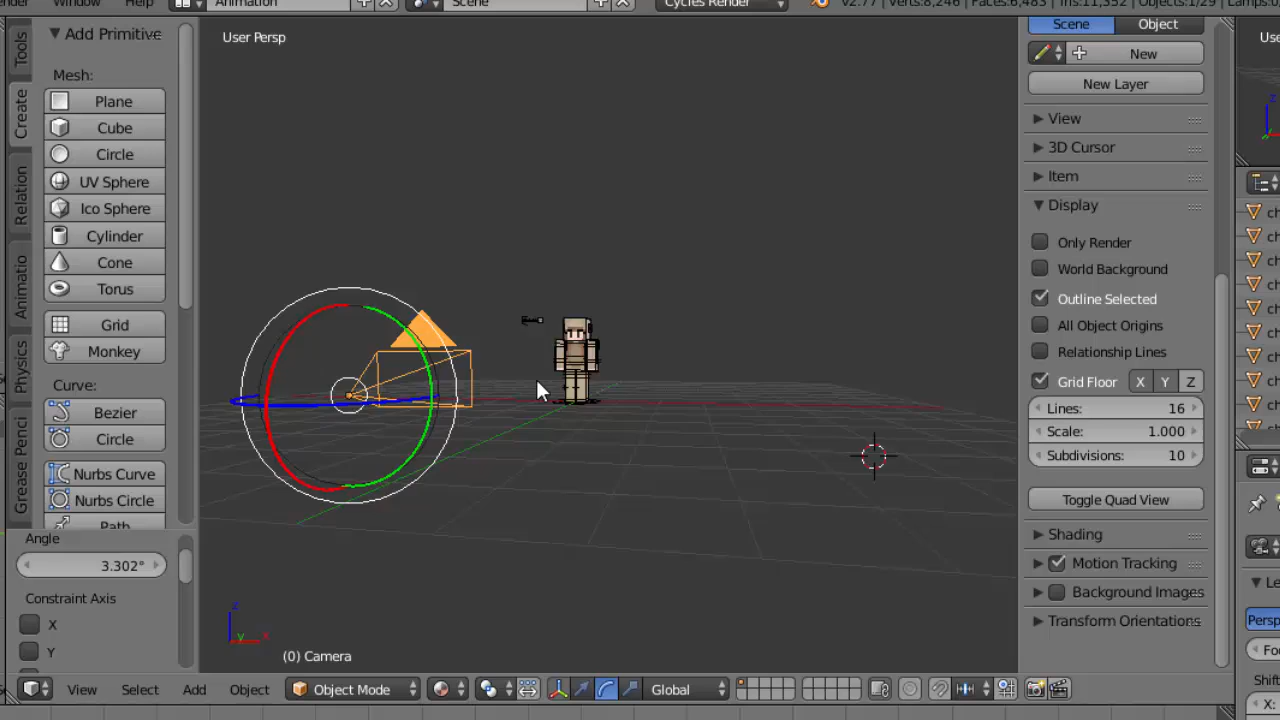 Window Help Animation Scene Cycles Render v2.77 | Verts:8,246 | Faces:6,483 | Tris:11,352 | Objects:1/29
Add Primitive
User Persp
Scene Object
Tools
New
Mesh:
New Layer
Plane
Create
View
Cube
3D Cursor
Circle
Item
UV Sphere
Relation
Display
Ico Sphere
Only Render
Cylinder
World Background
Cone
Animatio
Outline Selected
Torus
All Object Origins
Grid
Relationship Lines
Monkey
Physics
Grid Floor X Y Z
Curve:
Lines: 16
Bezier
Scale: 1.000
Circle
Grease Penci
Subdivisions: 10
Nurbs Curve
Nurbs Circle
Toggle Quad View
Path
Angle
Shading
3.302°
Motion Tracking
Constraint Axis
Background Images
X
Transform Orientations
Persp
Y
z
y x
(0) Camera
Shift
View Select Add Object Object Mode Global
X: